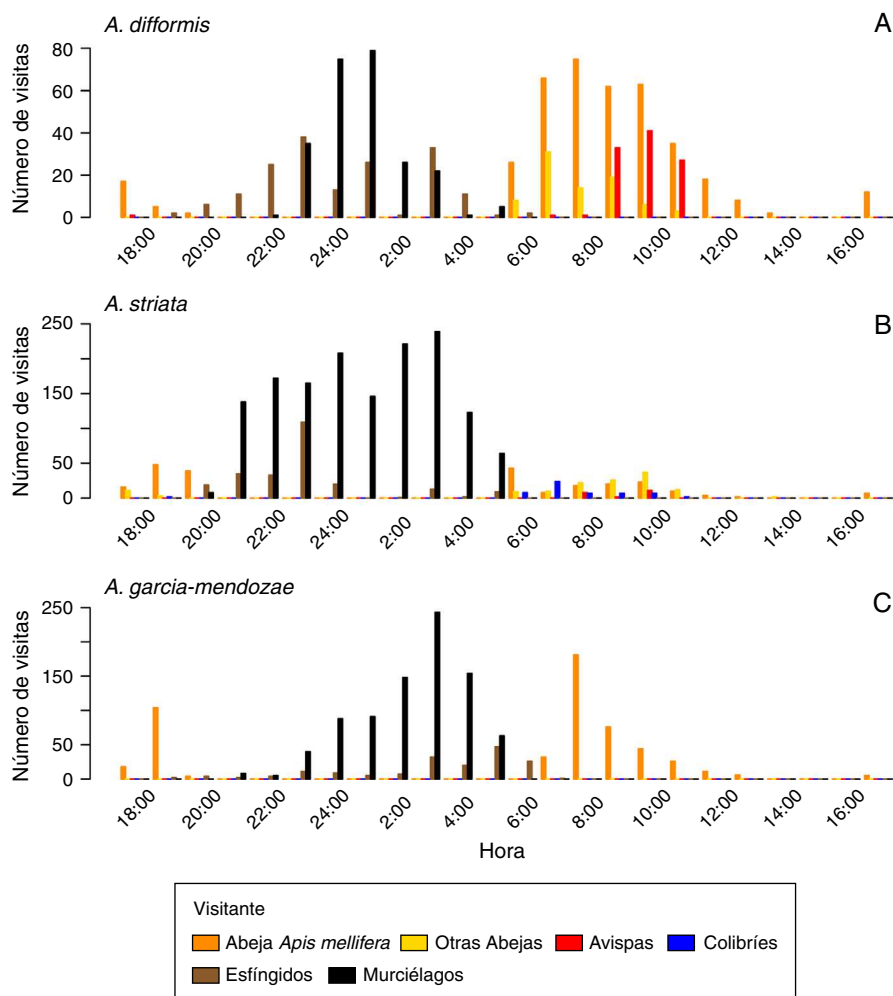 A. difformis
A
Número de visitas
80
60
40
20
0
18:00 20:00 22:00 24:00 2:00 4:00 6:00 8:00 10:00 12:00 14:00 16:00
A. striata
B
Número de visitas
250
150
50
0
18:00 20:00 22:00 24:00 2:00 4:00 6:00 8:00 10:00 12:00 14:00 16:00
A. garcia-mendozae
C
Número de visitas
250
150
50
0
18:00 20:00 22:00 24:00 2:00 4:00 6:00 8:00 10:00 12:00 14:00 16:00
Hora
Visitante
Abeja Apis mellifera Otras Abejas Avispas Colibríes
Esfíngidos Murciélagos